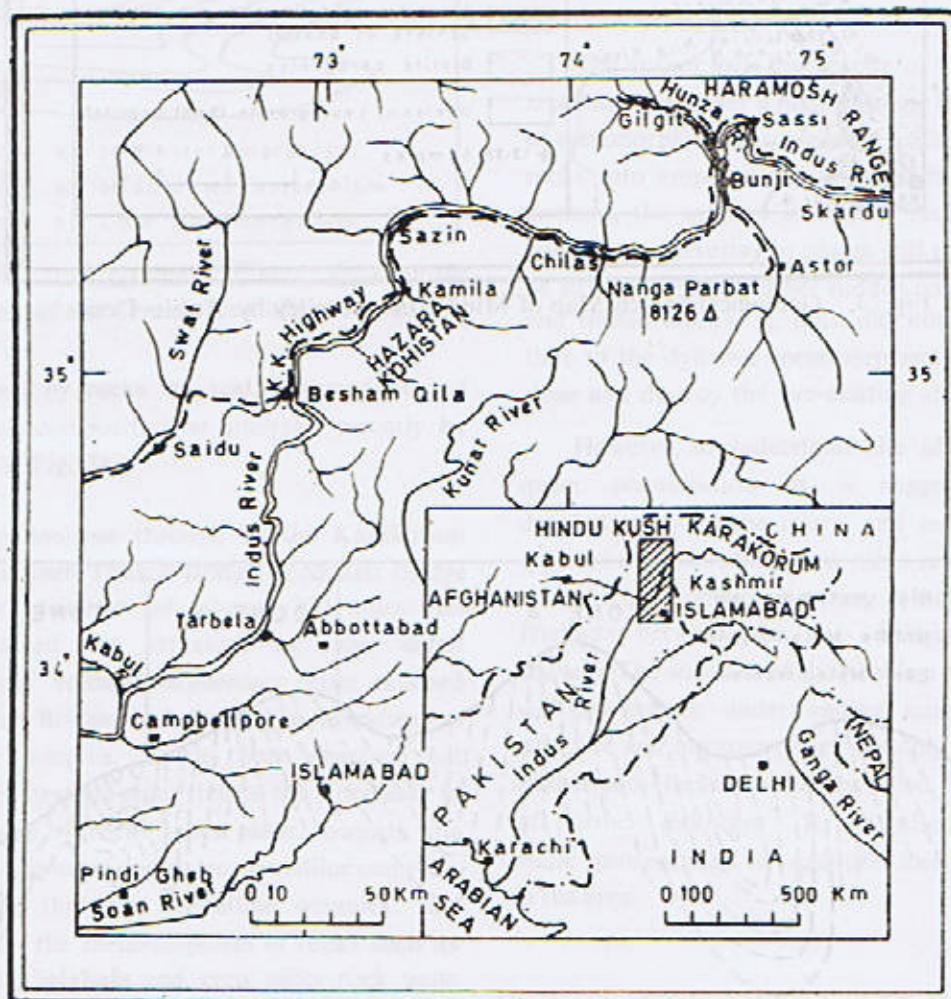 73°
74°
75°
HARAMOSH RANGE
Hunza R.
Gilgit
Sassi
Indus R.
Bunji
Skardu
Swat River
Sazin
Chilas
Astor
Kamila
Nanga Parbat
8126 Δ
K.K. Highway
HAZARA
KOHISTAN
35°
35°
Besham Qila
Saidu
Kunar River
Indus River
HINDU KUSH
KARAKORUM
CHINA
Kabul
Kashmir
AFGHANISTAN
ISLAMABAD
Tarbela
Abbottabad
34°
Kabul
Campbellpore
PAKISTAN
Indus River
NEPAL
Ganga River
DELHI
ISLAMABAD
INDIA
Karachi
ARABIAN
SEA
Pindi Gheb
Soan River
0 10 50 Km
0 100 500 Km